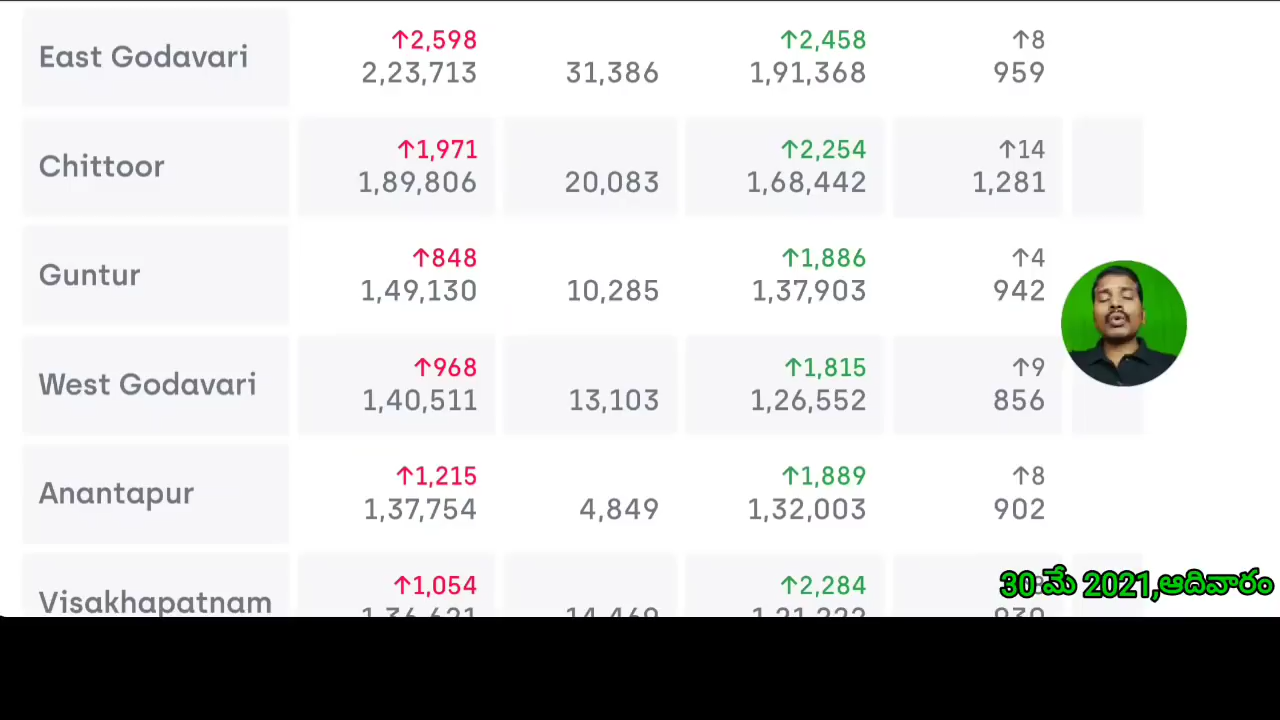 ↑2,598 ↑2,458 ↑8
East Godavari 2,23,713 31,386 1,91,368 959
↑1,971 ↑2,254 ↑14
Chittoor 1,89,806 20,083 1,68,442 1,281
↑848 ↑1,886 ↑4
Guntur 1,49,130 10,285 1,37,903 942
↑968 ↑1,815 ↑9
West Godavari 1,40,511 13,103 1,26,552 856
↑1,215 ↑1,889 ↑8
Anantapur 1,37,754 4,849 1,32,003 902
↑1,054 ↑2,284
Visakhapatnam
30 మే 2021,ఆదివారం